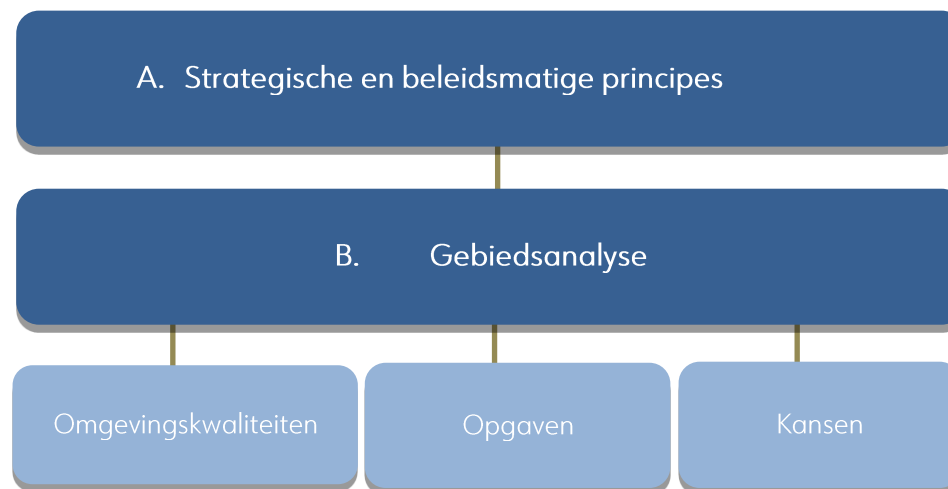 A. Strategische en beleidsmatige principes
B. Gebiedsanalyse
Omgevingskwaliteiten
Opgaven
Kansen